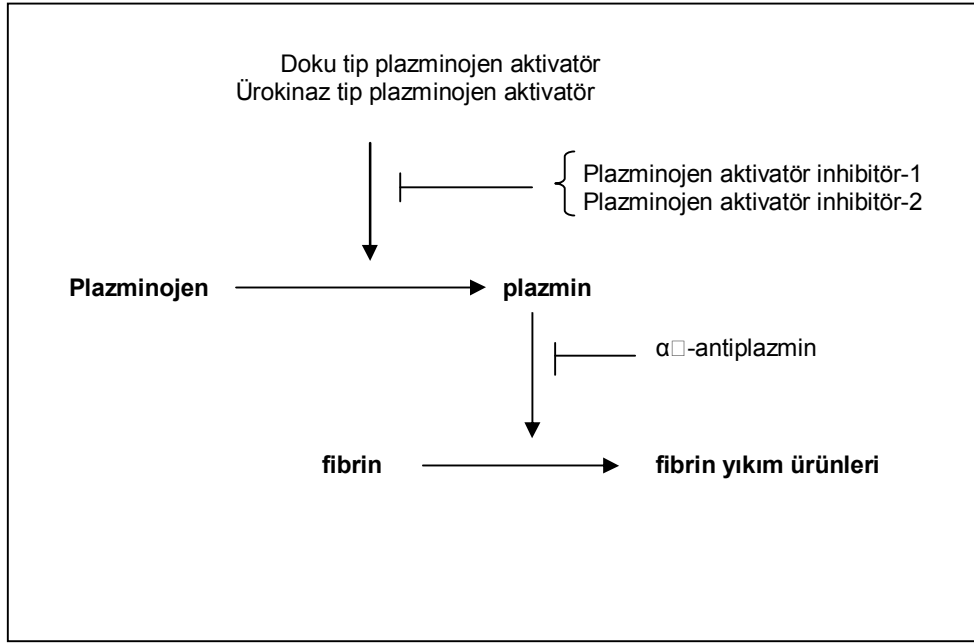 Doku tip plazminojen aktivatör
Ürokinaz tip plazminojen aktivatör
Plazminojen aktivatör inhibitör-1
Plazminojen aktivatör inhibitör-2
Plazminojen plazmin
α□-antiplazmin
fibrin fibrin yıkım ürünleri